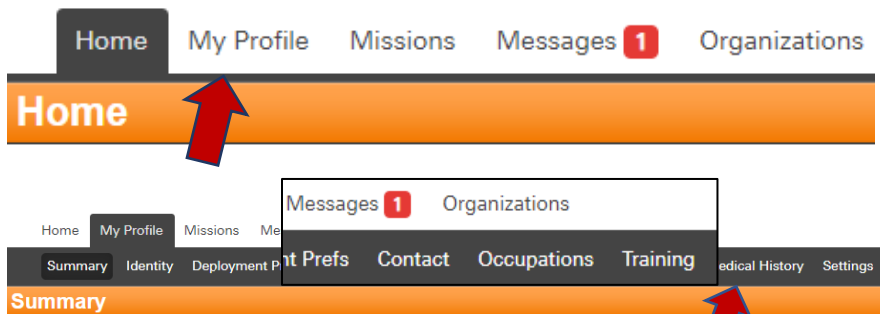 Home My Profile Missions Messages 1 Organizations
Home
Messages 1 Organizations
Home My Profile Missions Me
nt Prefs Contact Occupations Training
Summary Identity Deployment P edical History Settings
Summary